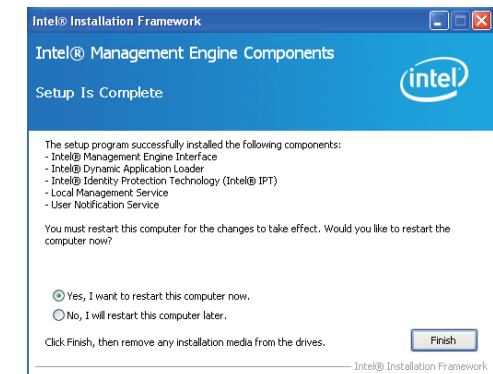 Intel® Installation Framework
Intel® Management Engine Components
Setup Is Complete
intel
The setup program successfully installed the following components:
- Intel® Management Engine Interface
- Intel® Dynamic Application Loader
- Intel® Identity Protection Technology (Intel® IPT)
- Local Management Service
- User Notification Service
You must restart this computer for the changes to take effect. Would you like to restart the
computer now?
Yes, I want to restart this computer now.
No, I will restart this computer later.
Click Finish, then remove any installation media from the drives.
Finish
Intel® Installation Framework